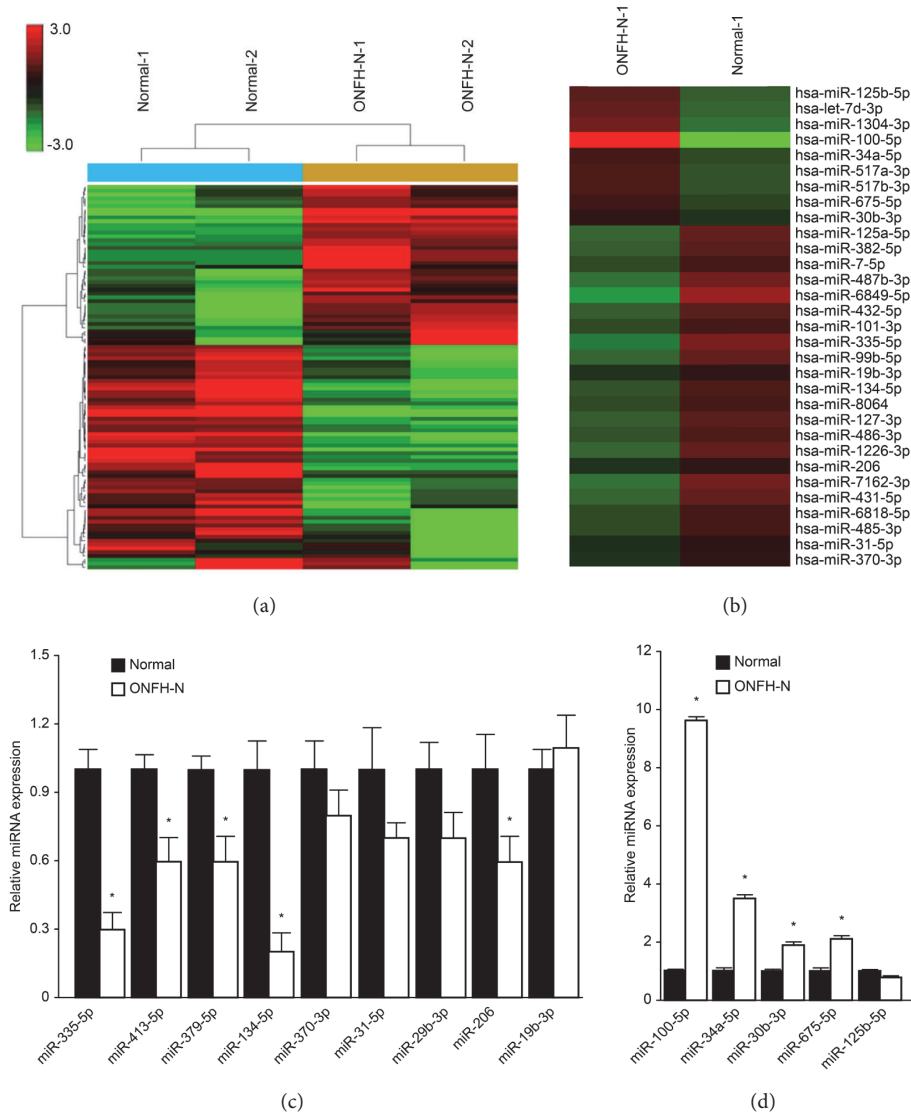 3.0
-3.0
Normal-1
Normal-2
ONFH-N-1
ONFH-N-2
(a)
ONFH-N-1
Normal-1
hsa-miR-125b-5p
hsa-let-7d-3p
hsa-miR-1304-3p
hsa-miR-100-5p
hsa-miR-34a-5p
hsa-miR-517a-3p
hsa-miR-517b-3p
hsa-miR-675-5p
hsa-miR-30b-3p
hsa-miR-125a-5p
hsa-miR-382-5p
hsa-miR-7-5p
hsa-miR-487b-3p
hsa-miR-6849-5p
hsa-miR-432-5p
hsa-miR-101-3p
hsa-miR-335-5p
hsa-miR-99b-5p
hsa-miR-19b-3p
hsa-miR-134-5p
hsa-miR-8064
hsa-miR-127-3p
hsa-miR-486-3p
hsa-miR-1226-3p
hsa-miR-206
hsa-miR-7162-3p
hsa-miR-431-5p
hsa-miR-6818-5p
hsa-miR-485-3p
hsa-miR-31-5p
hsa-miR-370-3p
(b)
Relative miRNA expression
1.5
1.2
0.9
0.6
0.3
0
Normal
ONFH-N
*
*
*
*
*
miR-335-5p
miR-413-5p
miR-379-5p
miR-134-5p
miR-370-3p
miR-31-5p
miR-29b-3p
miR-206
miR-19b-3p
(c)
Relative miRNA expression
12
10
8
6
4
2
0
Normal
ONFH-N
*
*
*
*
miR-100-5p
miR-34a-5p
miR-30b-3p
miR-675-5p
miR-125b-5p
(d)